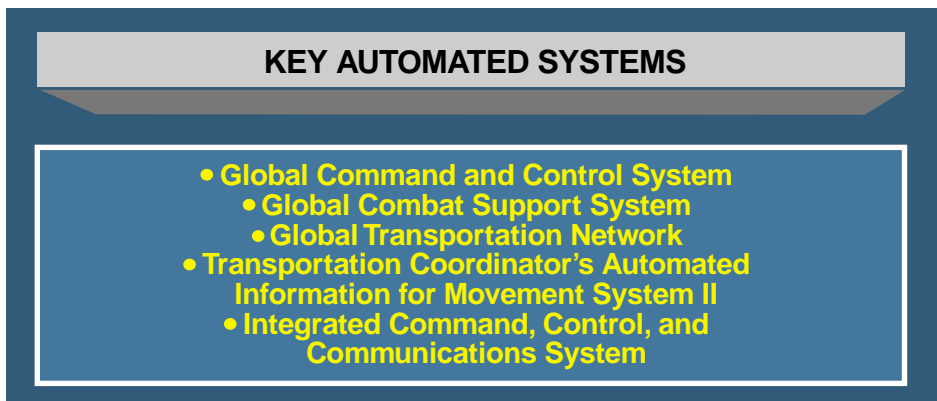 KEY AUTOMATED SYSTEMS
• Global Command and Control System
• Global Combat Support System
• Global Transportation Network
• Transportation Coordinator’s Automated
Information for Movement System II
• Integrated Command, Control, and
Communications System